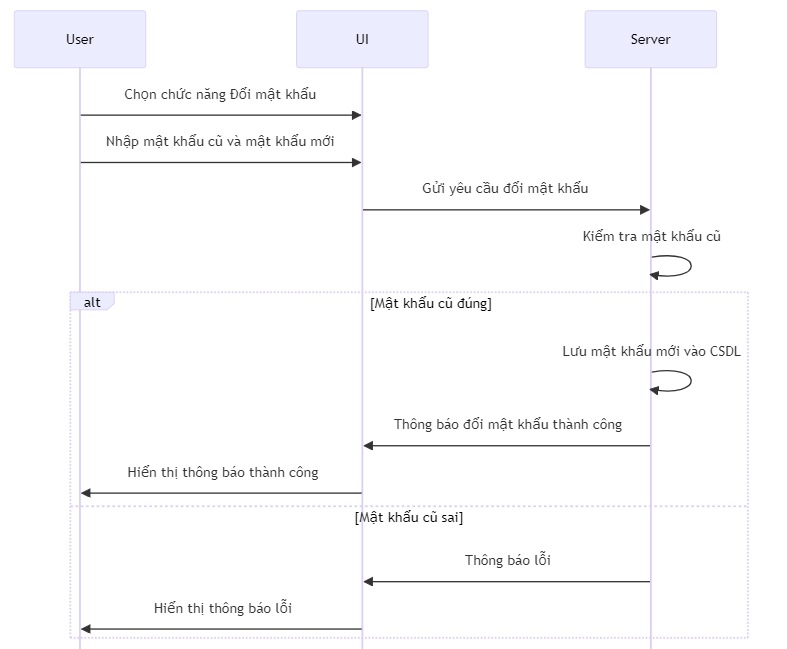 User
UI
Server
Chọn chức năng Đổi mật khẩu
Nhập mật khẩu cũ và mật khẩu mới
Gửi yêu cầu đổi mật khẩu
Kiểm tra mật khẩu cũ
alt
[Mật khẩu cũ đúng]
Lưu mật khẩu mới vào CSDL
Thông báo đổi mật khẩu thành công
Hiển thị thông báo thành công
[Mật khẩu cũ sai]
Thông báo lỗi
Hiển thị thông báo lỗi